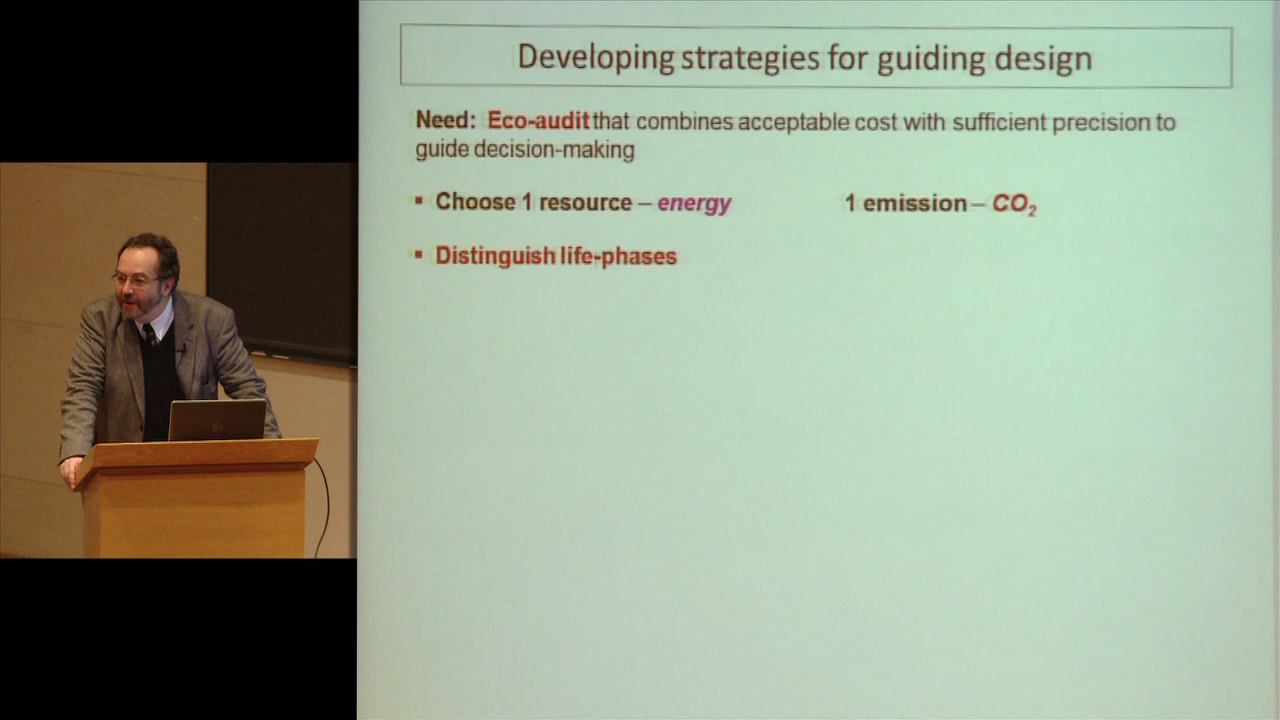 Developing strategies for guiding design
Need: Eco-audit that combines acceptable cost with sufficient precision to
guide decision-making
▪ Choose 1 resource – energy 1 emission – CO₂
▪ Distinguish life-phases